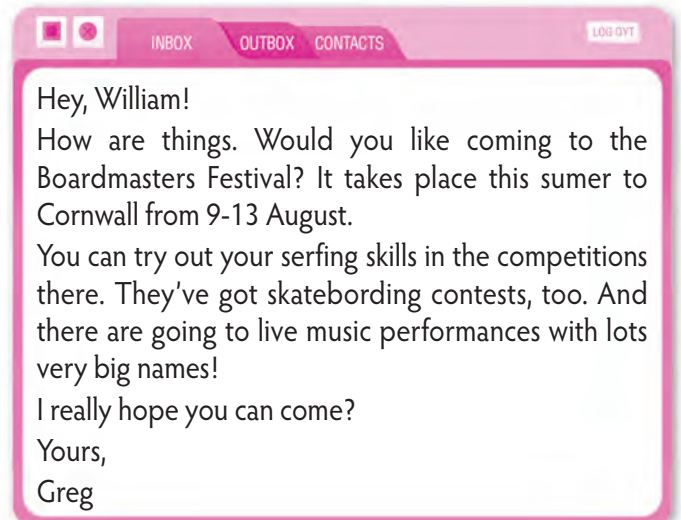 INBOX OUTBOX CONTACTS LOG OYT
Hey, William!
How are things. Would you like coming to the
Boardmasters Festival? It takes place this sumer to
Cornwall from 9-13 August.
You can try out your serfing skills in the competitions
there. They've got skatebording contests, too. And
there are going to live music performances with lots
very big names!
I really hope you can come?
Yours,
Greg